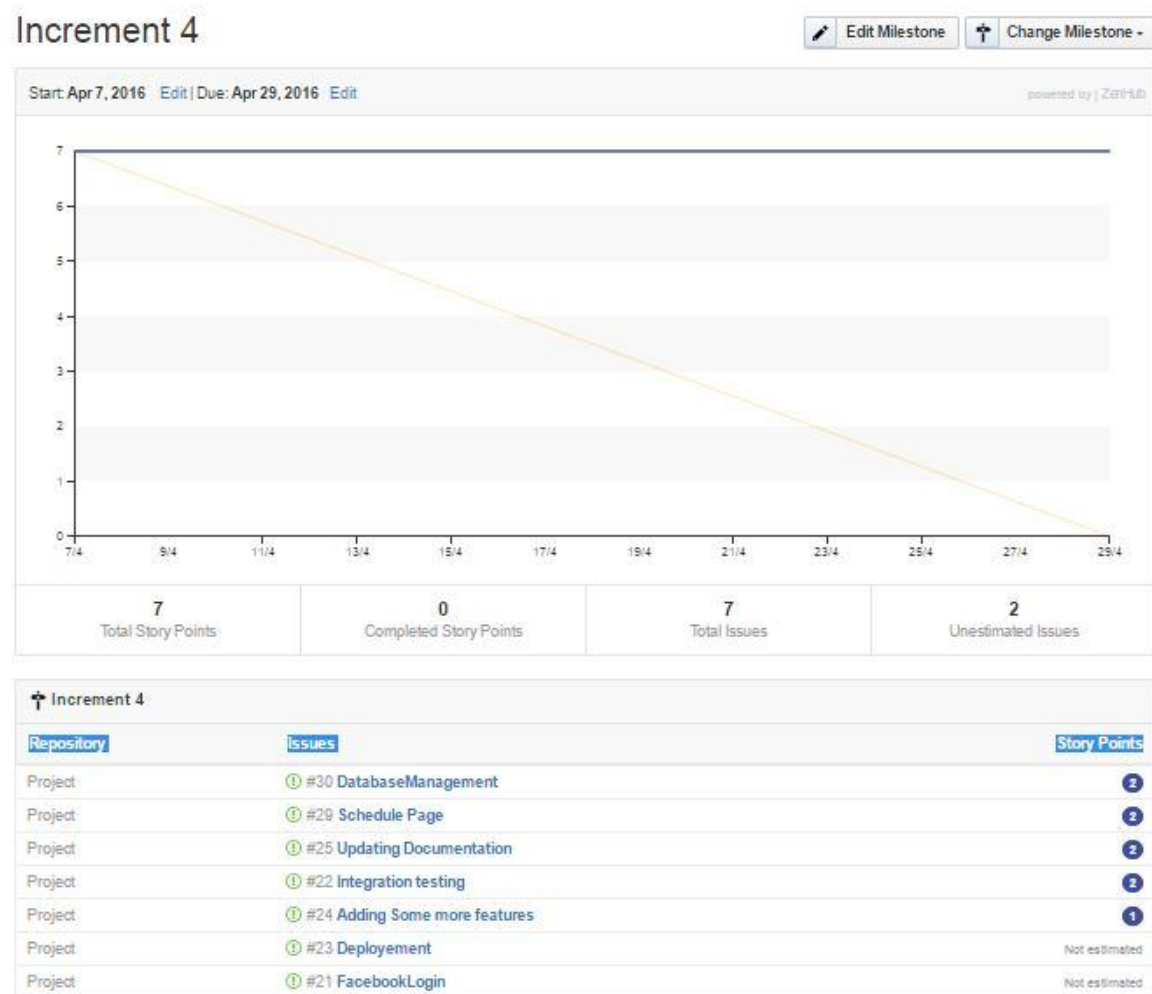 Increment 4
Edit Milestone
Change Milestone
Start: Apr 7, 2016 Edit | Due: Apr 29, 2016 Edit
powered by | ZenHub
7
6
5
4
3
2
1
0
7/4 9/4 11/4 13/4 15/4 17/4 19/4 21/4 23/4 25/4 27/4 29/4
7 0 7 2
Total Story Points Completed Story Points Total Issues Unestimated Issues
Increment 4
Repository Issues Story Points
Project #30 DatabaseManagement 2
Project #29 Schedule Page 2
Project #25 Updating Documentation 2
Project #22 Integration testing 2
Project #24 Adding Some more features 1
Project #23 Deployement Not estimated
Project #21 FacebookLogin Not estimated